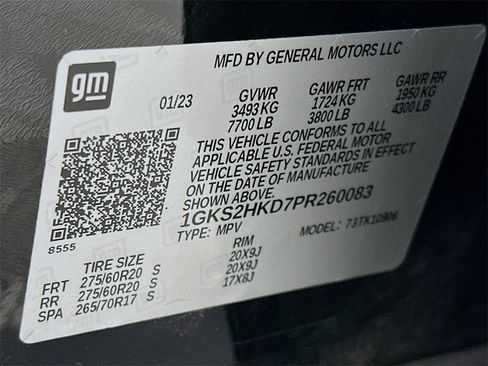 gm
MFD BY GENERAL MOTORS LLC
01/23 GVWR GAWR FRT GAWR RR
3493 KG 1724 KG 1950 KG
7700 LB 3800 LB 4300 LB
THIS VEHICLE CONFORMS TO ALL
APPLICABLE U.S. FEDERAL MOTOR
VEHICLE SAFETY STANDARDS IN EFFECT
ON THE DATE OF MANUFACTURE
SHOWN ABOVE.
1GKS2HKD7PR260083
8555 TYPE: MPV MODEL: 73TK10906
TIRE SIZE RIM
FRT 275/60R20 S 20X9J
RR 275/60R20 S 20X9J
SPA 265/70R17 S 17X8J